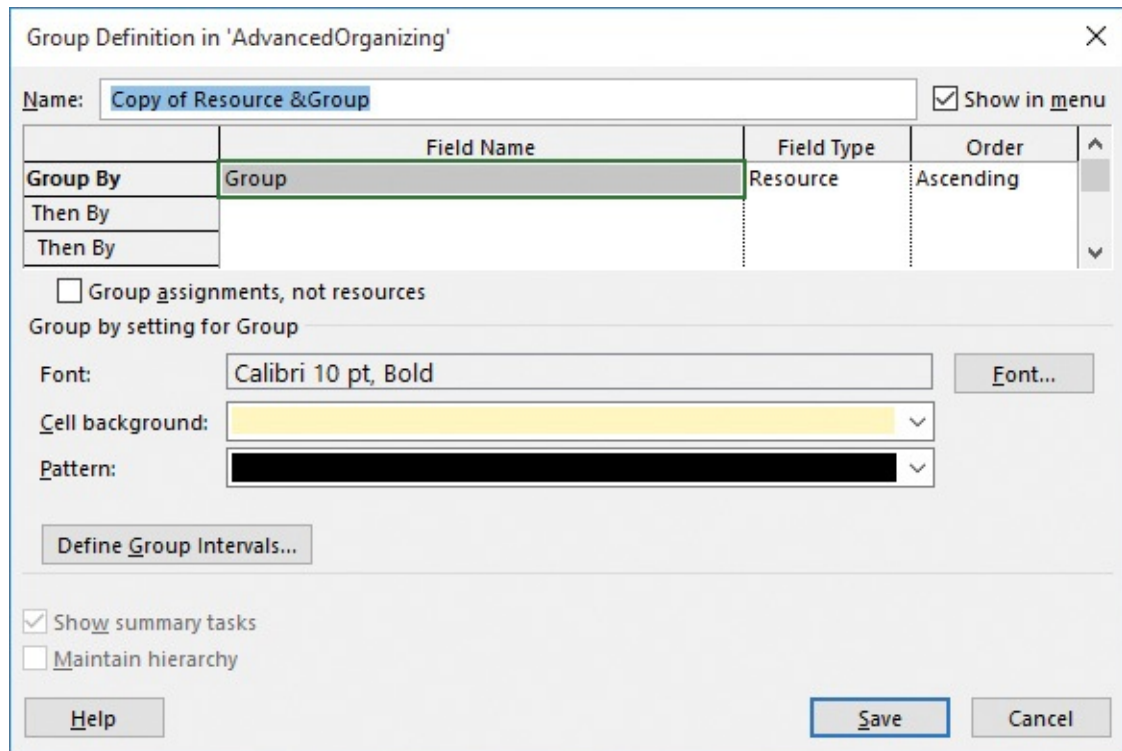 Group Definition in 'AdvancedOrganizing'
Name: Copy of Resource &Group Show in menu
Field Name Field Type Order
Group By Group Resource Ascending
Then By
Then By
Group assignments, not resources
Group by setting for Group
Font: Calibri 10 pt, Bold Font...
Cell background:
Pattern:
Define Group Intervals...
Show summary tasks
Maintain hierarchy
Help Save Cancel